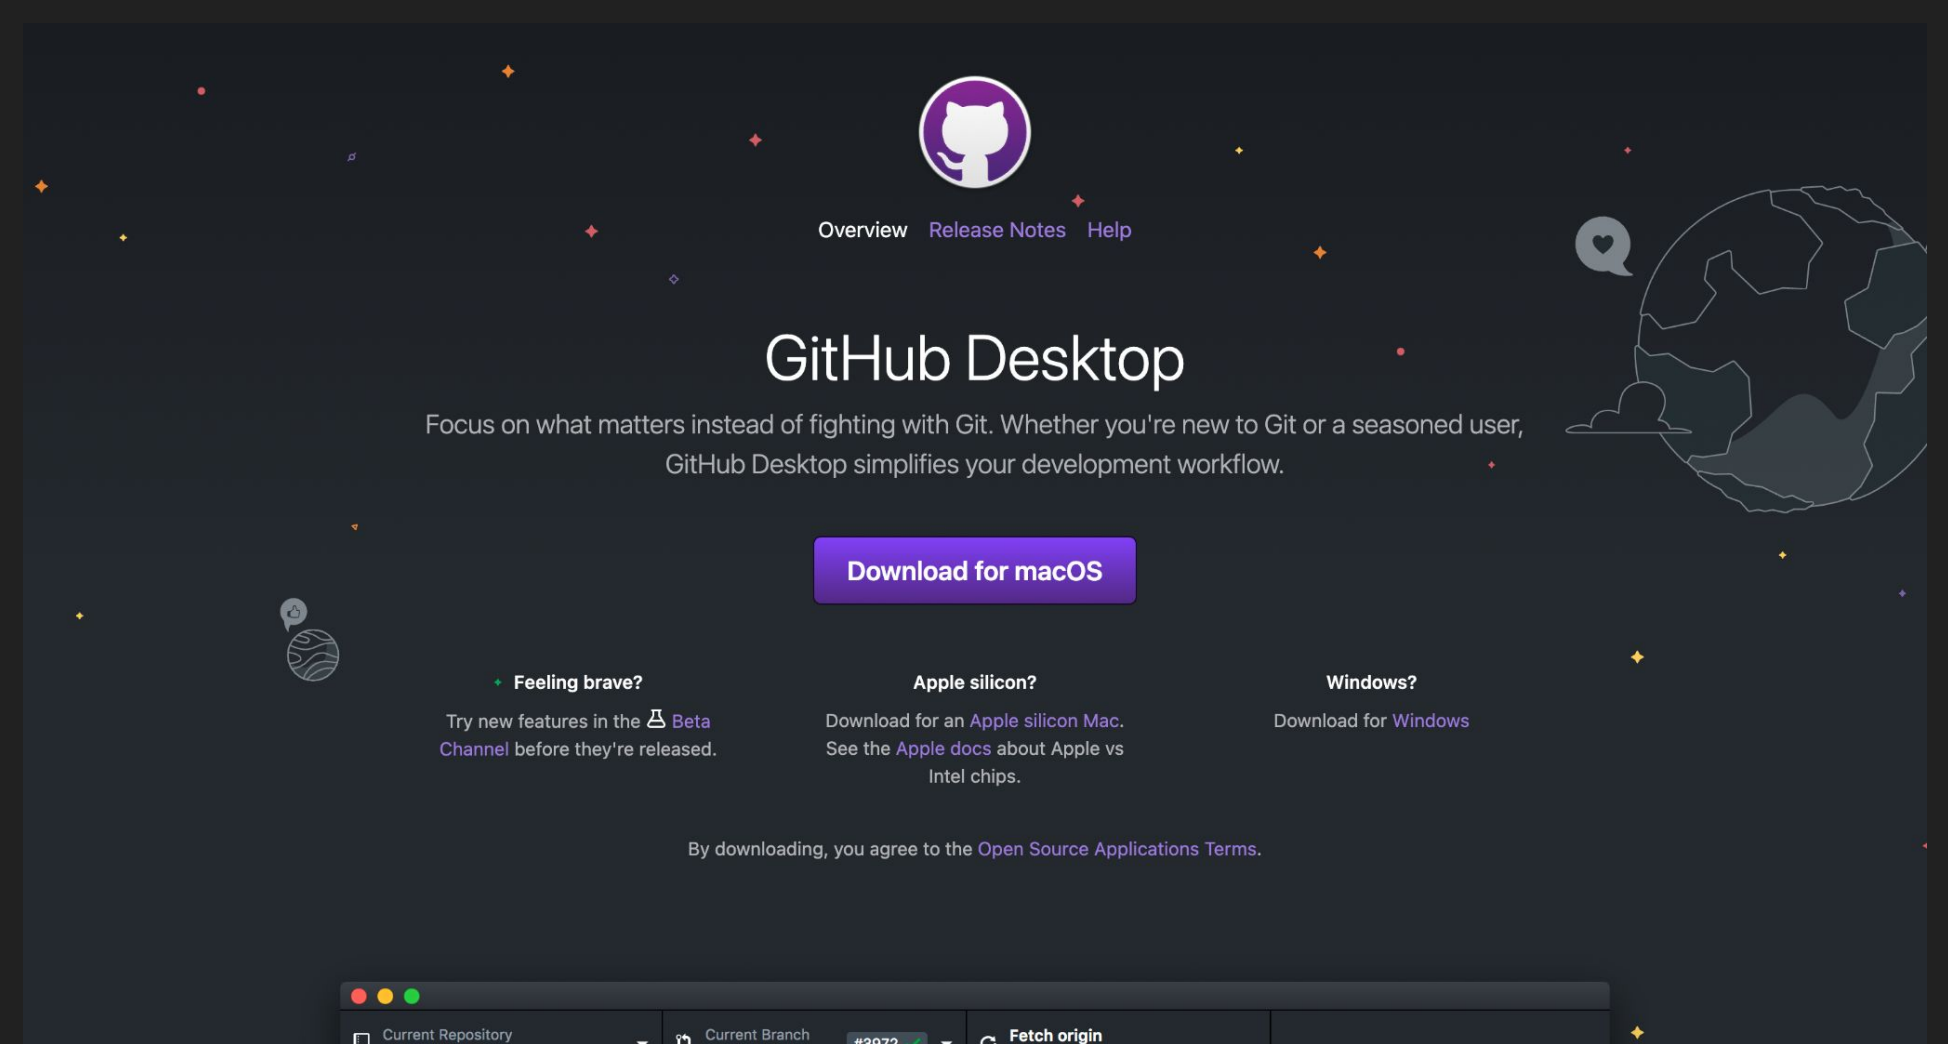 Overview Release Notes Help
GitHub Desktop
Focus on what matters instead of fighting with Git. Whether you're new to Git or a seasoned user,
GitHub Desktop simplifies your development workflow.
Download for macOS
Feeling brave?
Try new features in the Beta
Channel before they're released.
Apple silicon?
Download for an Apple silicon Mac.
See the Apple docs about Apple vs
Intel chips.
Windows?
Download for Windows
By downloading, you agree to the Open Source Applications Terms.
Current Repository
Current Branch
#3972
Fetch origin